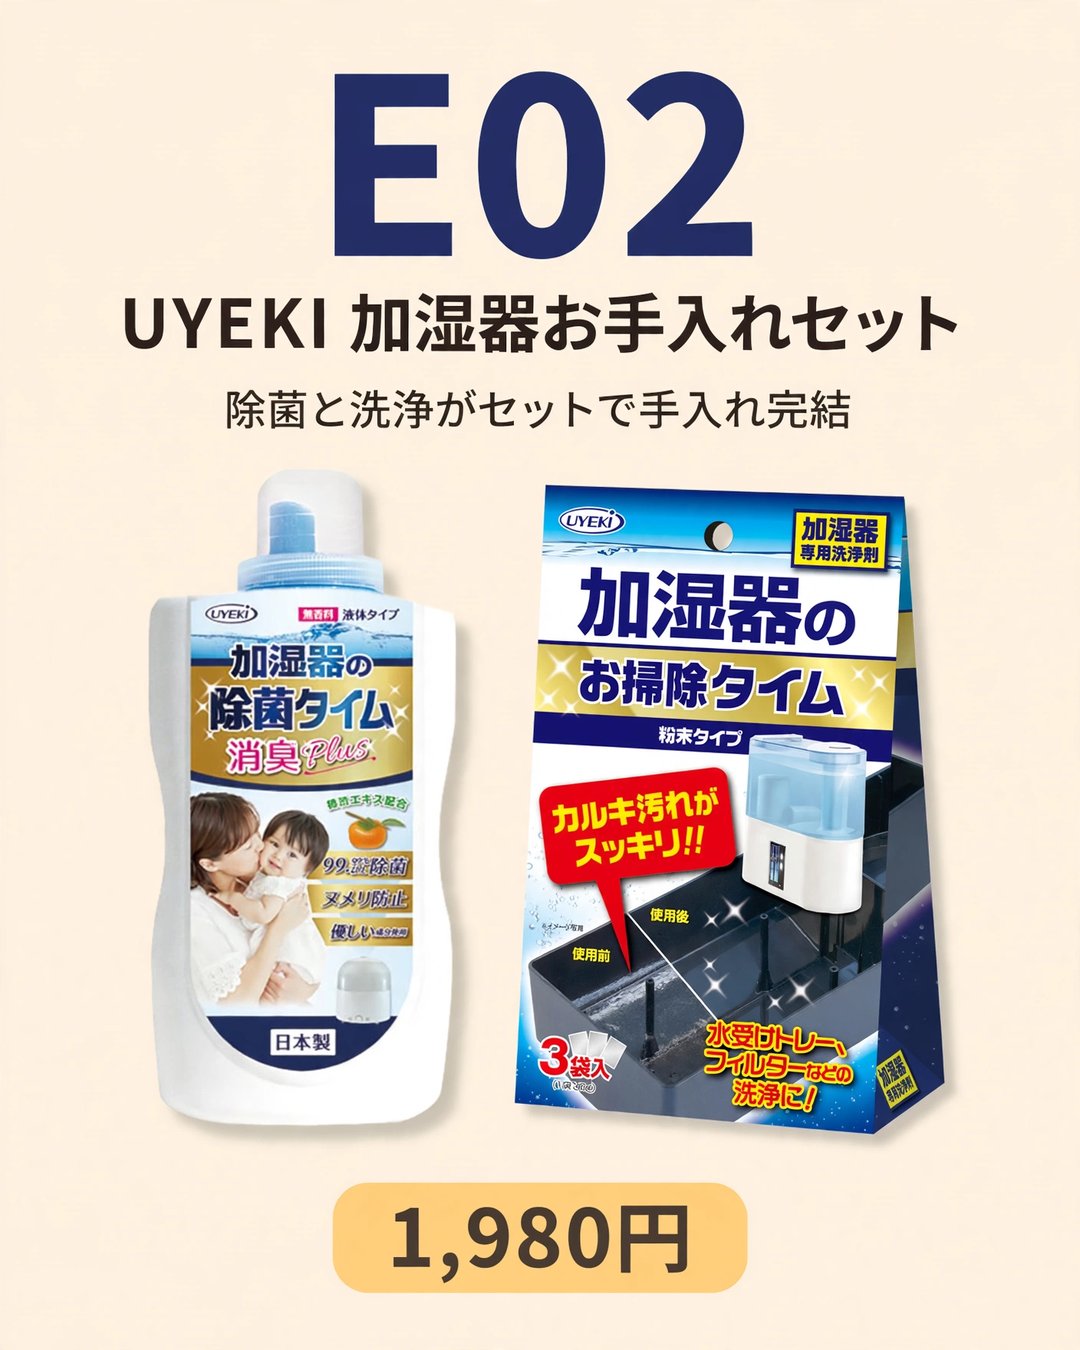 E02
UYEKI 加湿器お手入れセット
除菌と洗浄がセットで手入れ完結
UYEKI
無香料 液体タイプ
加湿器の
除菌タイム
消臭Plus
柿渋エキス配合
除菌
ヌメリ防止
優しい成分使用
日本製
UYEKI
加湿器
専用洗浄剤
加湿器の
お掃除タイム
粉末タイプ
カルキ汚れが
スッキリ!!
使用後
使用前
3袋入
水受けトレー、
フィルターなどの
洗浄に!
加湿器
専用洗浄剤
1,980円